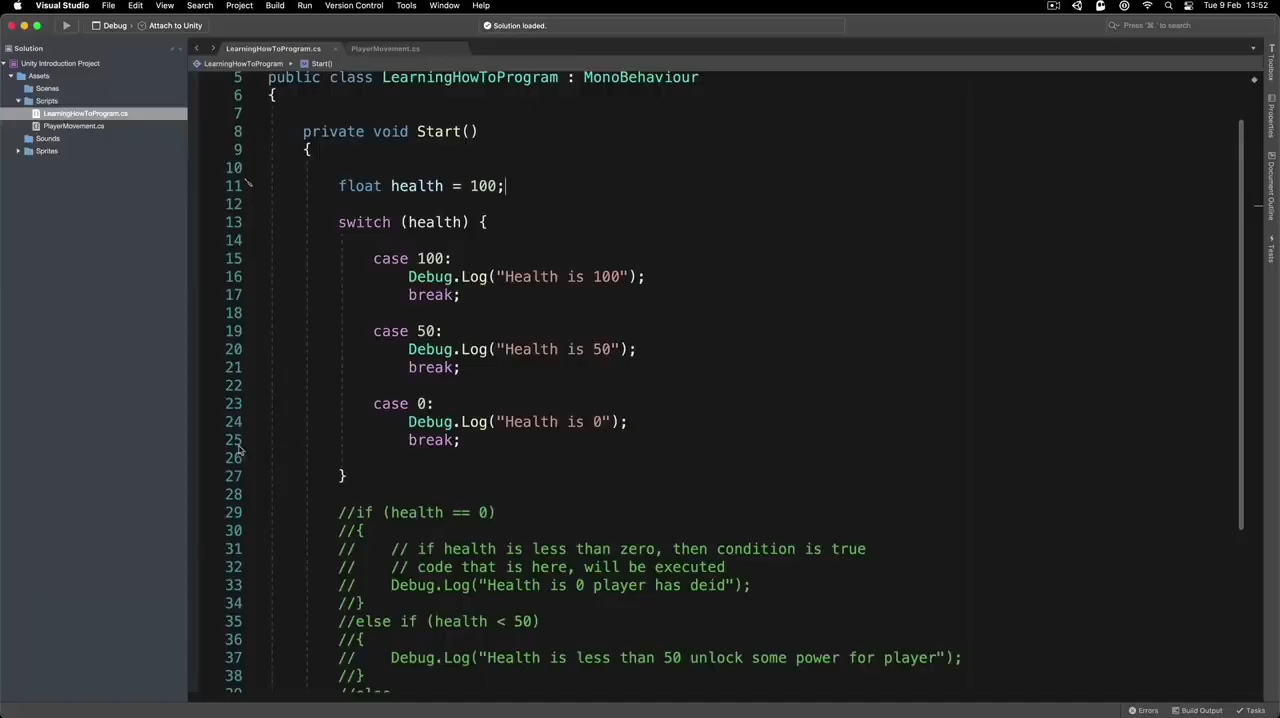 Visual Studio File Edit View Search Project Build Run Version Control Tools Window Help Tue 9 Feb 13:52
Debug Attach to Unity Solution loaded. Press '⌘.' to search
Solution
Unity Introduction Project
Assets
Scenes
Scripts
LearningHowToProgram.cs
PlayerMovement.cs
Sounds
Sprites
LearningHowToProgram.cs PlayerMovement.cs
LearningHowToProgram Start()
5 public class LearningHowToProgram : MonoBehaviour
6 {
7
8 private void Start()
9 {
10
11 float health = 100;
12
13 switch (health) {
14
15 case 100:
16 Debug.Log("Health is 100");
17 break;
18
19 case 50:
20 Debug.Log("Health is 50");
21 break;
22
23 case 0:
24 Debug.Log("Health is 0");
25 break;
26
27 }
28
29 //if (health == 0)
30 //{
31 // // if health is less than zero, then condition is true
32 // // code that is here, will be executed
33 // Debug.Log("Health is 0 player has deid");
34 //}
35 //else if (health < 50)
36 //{
37 // Debug.Log("Health is less than 50 unlock some power for player");
38 //}
39 //else
Toolbox
Properties
Document Outline
Tests
Errors Build Output Tasks